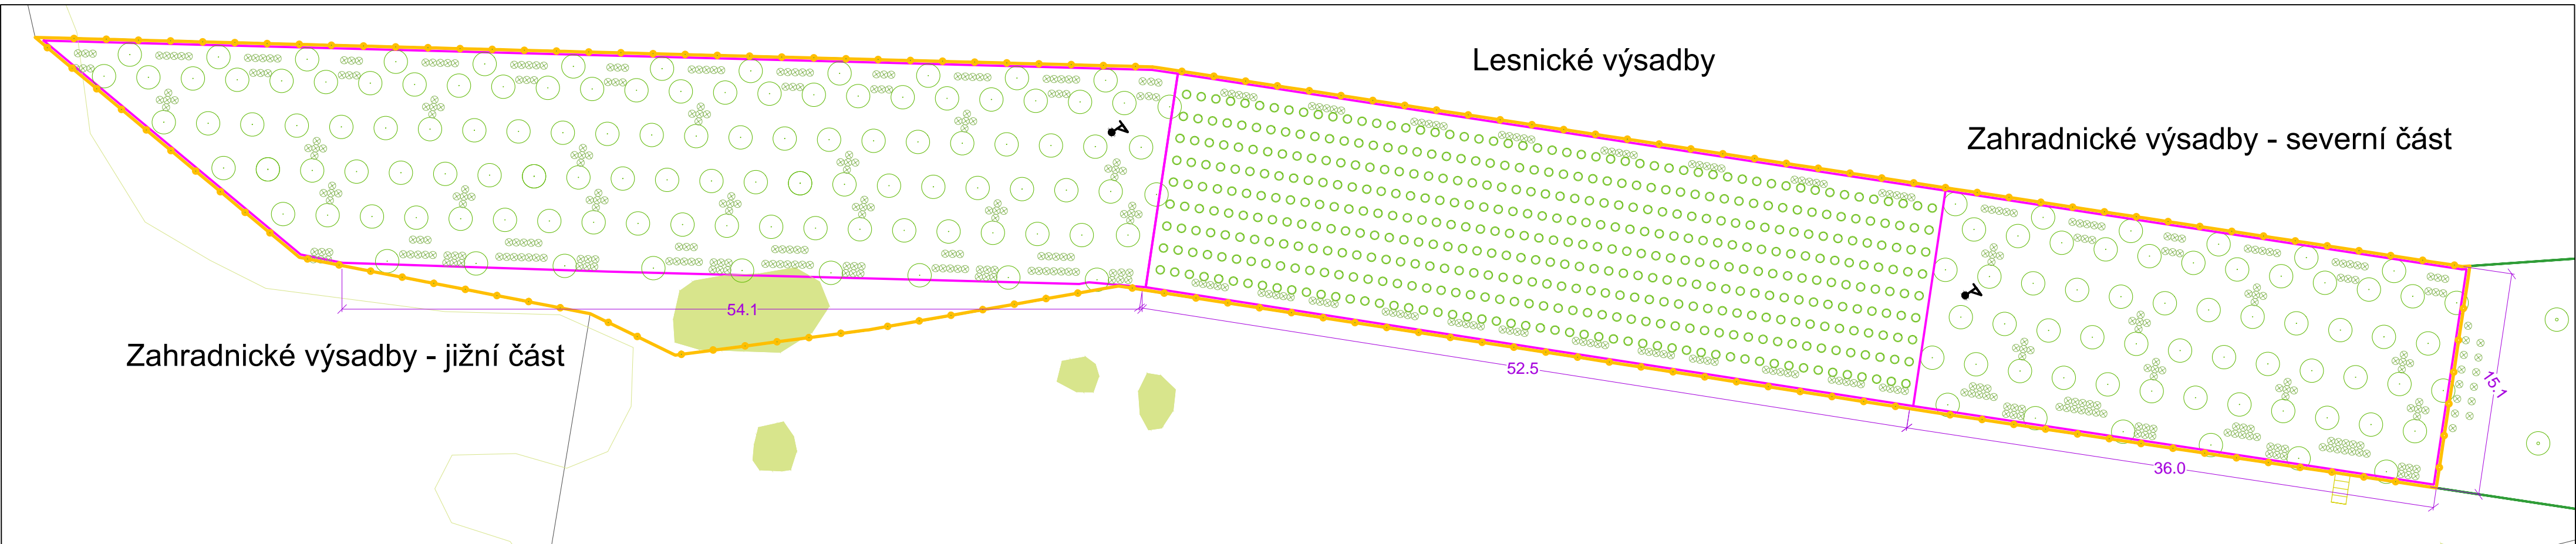 Lesnické výsadby
Zahradnické výsadby - severní část
Zahradnické výsadby - jižní část
54.1
52.5
36.0
15.1